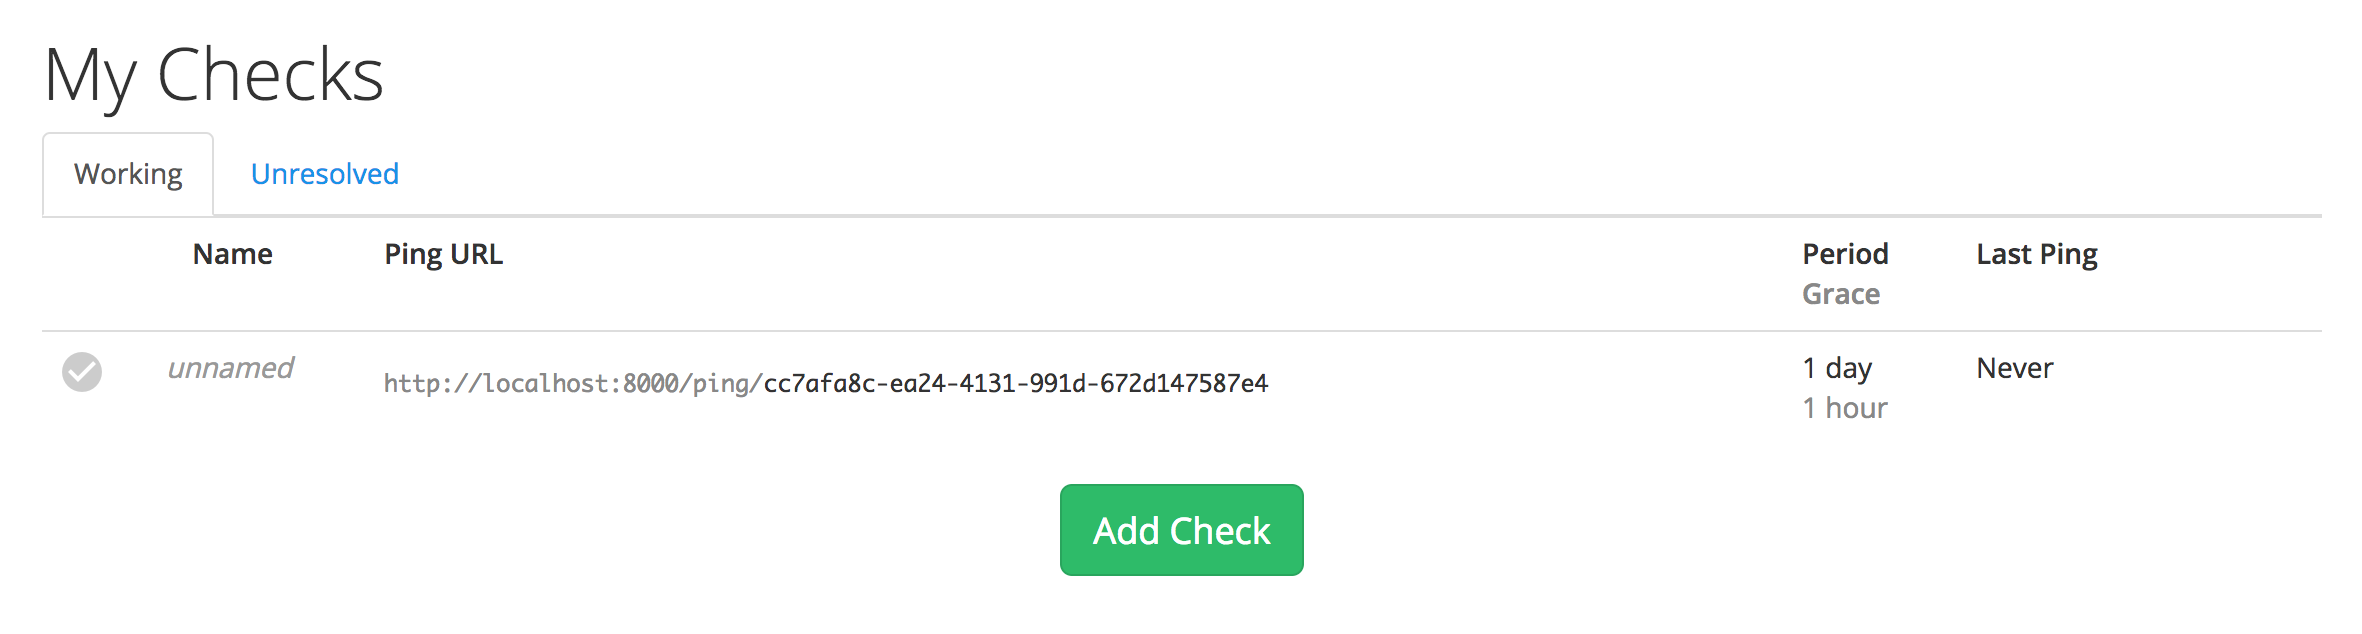 My Checks
Working Unresolved
Name Ping URL Period Last Ping
Grace
unnamed http://localhost:8000/ping/cc7afa8c-ea24-4131-991d-672d147587e4 1 day Never
1 hour
Add Check